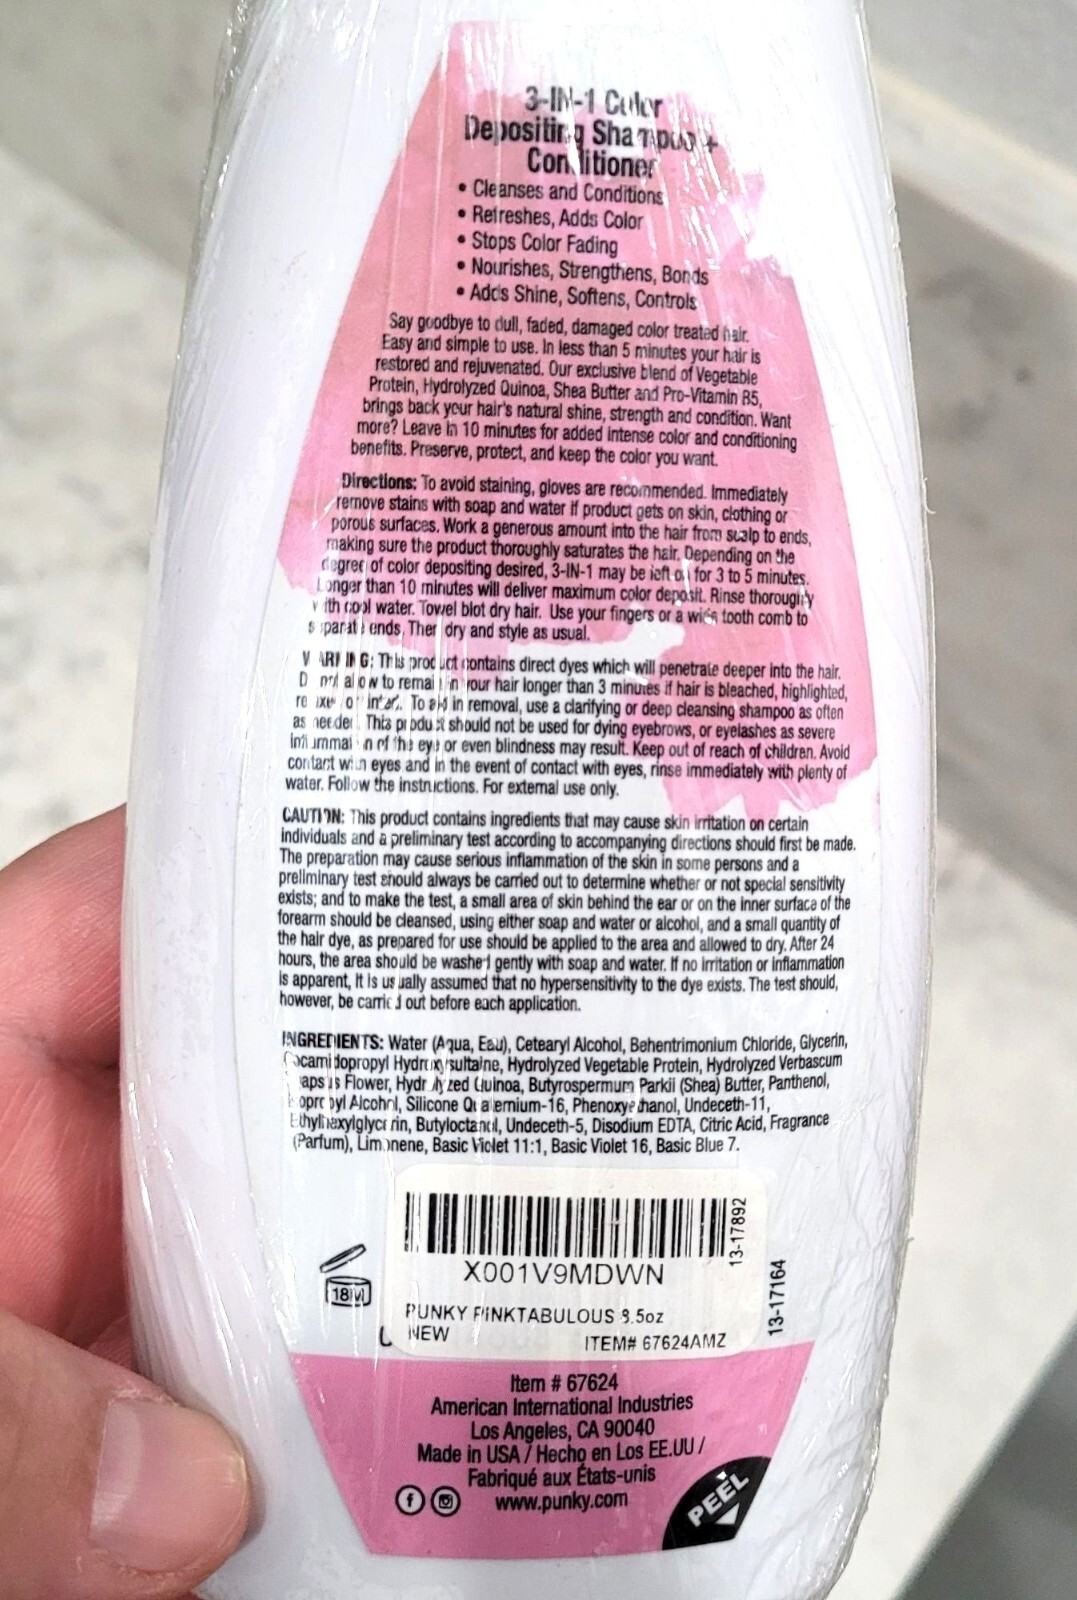 3-IN-1 Color
Depositing Shampoo +
Conditioner
• Cleanses and Conditions
• Refreshes, Adds Color
• Stops Color Fading
• Nourishes, Strengthens, Bonds
• Adds Shine, Softens, Controls
Say goodbye to dull, faded, damaged color treated hair.
Easy and simple to use. In less than 5 minutes your hair is
restored and rejuvenated. Our exclusive blend of Vegetable
Protein, Hydrolyzed Quinoa, Shea Butter and Pro-Vitamin B5,
brings back your hair's natural shine, strength and condition. Want
more? Leave in 10 minutes for added intense color and conditioning
benefits. Preserve, protect, and keep the color you want.
Directions: To avoid staining, gloves are recommended. Immediately
remove stains with soap and water if product gets on skin, clothing or
porous surfaces. Work a generous amount into the hair from scalp to ends,
making sure the product thoroughly saturates the hair. Depending on the
degree of color depositing desired, 3-IN-1 may be left on for 3 to 5 minutes.
Longer than 10 minutes will deliver maximum color deposit. Rinse thoroughly
with cool water. Towel blot dry hair. Use your fingers or a wide tooth comb to
separate ends, Then dry and style as usual.
WARNING: This product contains direct dyes which will penetrate deeper into the hair.
Do not allow to remain in your hair longer than 3 minutes if hair is bleached, highlighted,
To aid in removal, use a clarifying or deep cleansing shampoo as often
as needed. This product should not be used for dying eyebrows, or eyelashes as severe
inflammation of the eye or even blindness may result. Keep out of reach of children. Avoid
contact with eyes and in the event of contact with eyes, rinse immediately with plenty of
water. Follow the instructions. For external use only.
CAUTION: This product contains ingredients that may cause skin irritation on certain
individuals and a preliminary test according to accompanying directions should first be made.
The preparation may cause serious inflammation of the skin in some persons and a
preliminary test should always be carried out to determine whether or not special sensitivity
exists; and to make the test, a small area of skin behind the ear or on the inner surface of the
forearm should be cleansed, using either soap and water or alcohol, and a small quantity of
the hair dye, as prepared for use should be applied to the area and allowed to dry. After 24
hours, the area should be washed gently with soap and water. If no irritation or inflammation
is apparent, it is usually assumed that no hypersensitivity to the dye exists. The test should,
however, be carried out before each application.
INGREDIENTS: Water (Aqua, Eau), Cetearyl Alcohol, Behentrimonium Chloride, Glycerin,
Cocamidopropyl Hydroxysultaine, Hydrolyzed Vegetable Protein, Hydrolyzed Verbascum
Thapsus Flower, Hydrolyzed Quinoa, Butyrospermum Parkii (Shea) Butter, Panthenol,
Isopropyl Alcohol, Silicone Quaternium-16, Phenoxyethanol, Undeceth-11,
Ethylhexylglycerin, Butyloctanol, Undeceth-5, Disodium EDTA, Citric Acid, Fragrance
(Parfum), Limonene, Basic Violet 11:1, Basic Violet 16, Basic Blue 7.
13-17892
X001V9MDWN
18M
PUNKY PINKTABULOUS 8.5oz
NEW ITEM# 67624AMZ
13-17164
Item # 67624
American International Industries
Los Angeles, CA 90040
Made in USA / Hecho en Los EE.UU /
Fabriqué aux États-unis
www.punky.com
PEEL